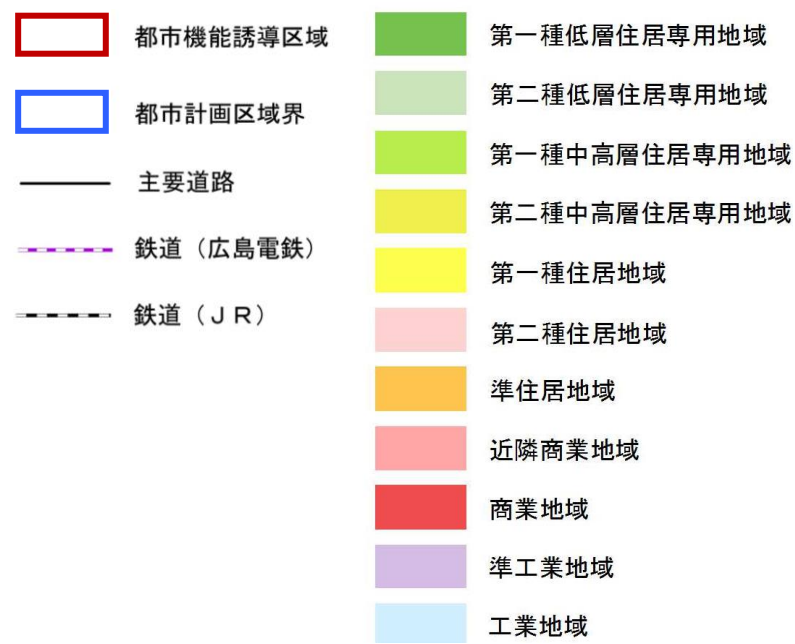 都市機能誘導区域
都市計画区域界
主要道路
鉄道（広島電鉄）
鉄道（ＪＲ）
第一種低層住居専用地域
第二種低層住居専用地域
第一種中高層住居専用地域
第二種中高層住居専用地域
第一種住居地域
第二種住居地域
準住居地域
近隣商業地域
商業地域
準工業地域
工業地域